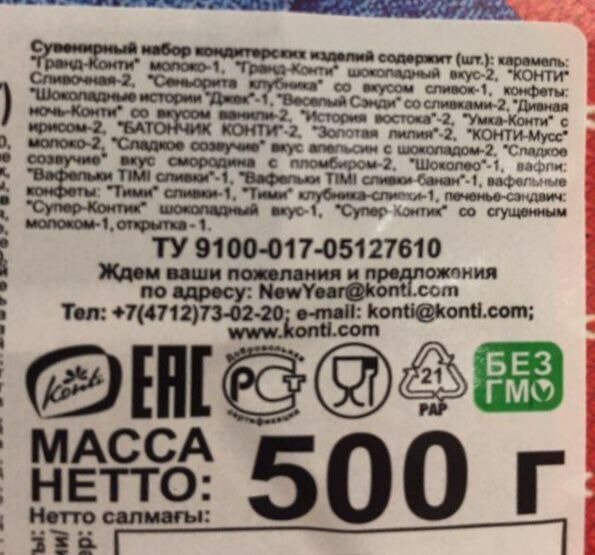 Сувенирный набор кондитерских изделий содержит (шт.): карамель:
"Гранд-Конти" молоко-1, "Гранд-Конти" шоколадный вкус-2, "КОНТИ"
Сливочная-2, "Сеньорита клубника" со вкусом сливок-1, конфеты:
"Шоколадные истории "Джек"-1, "Веселый Сэнди" со сливками-2, "Дивная
ночь-Конти" со вкусом ванили-2, "История востока"-2, "Умка-Конти" с
ирисом-2, "БАТОНЧИК КОНТИ"-2, "Золотая лилия"-2, "КОНТИ-Мусс"
молоко-2, "Сладкое созвучие" вкус апельсин с шоколадом-2, "Сладкое
созвучие" вкус смородина с пломбиром-2, "Шоколео"-1, вафли:
"Вафельки TIMI сливки"-1, "Вафельки TIMI сливки-банан"-1, вафельные
конфеты: "Тими" сливки-1, "Тими" клубника-сливки-1, печенье-сандвич:
"Супер-Контик" шоколадный вкус-1, "Супер-Контик" со сгущенным
молоком-1, открытка-1.
ТУ 9100-017-05127610
Ждем ваши пожелания и предложения
по адресу: NewYear@konti.com
Тел: +7(4712)73-02-20; e-mail: konti@konti.com;
www.konti.com
Konti EAC Добровольная РСТ сертификация 21 PAP БЕЗ ГМО
МАССА
НЕТТО: 500 г
Нетто салмағы: